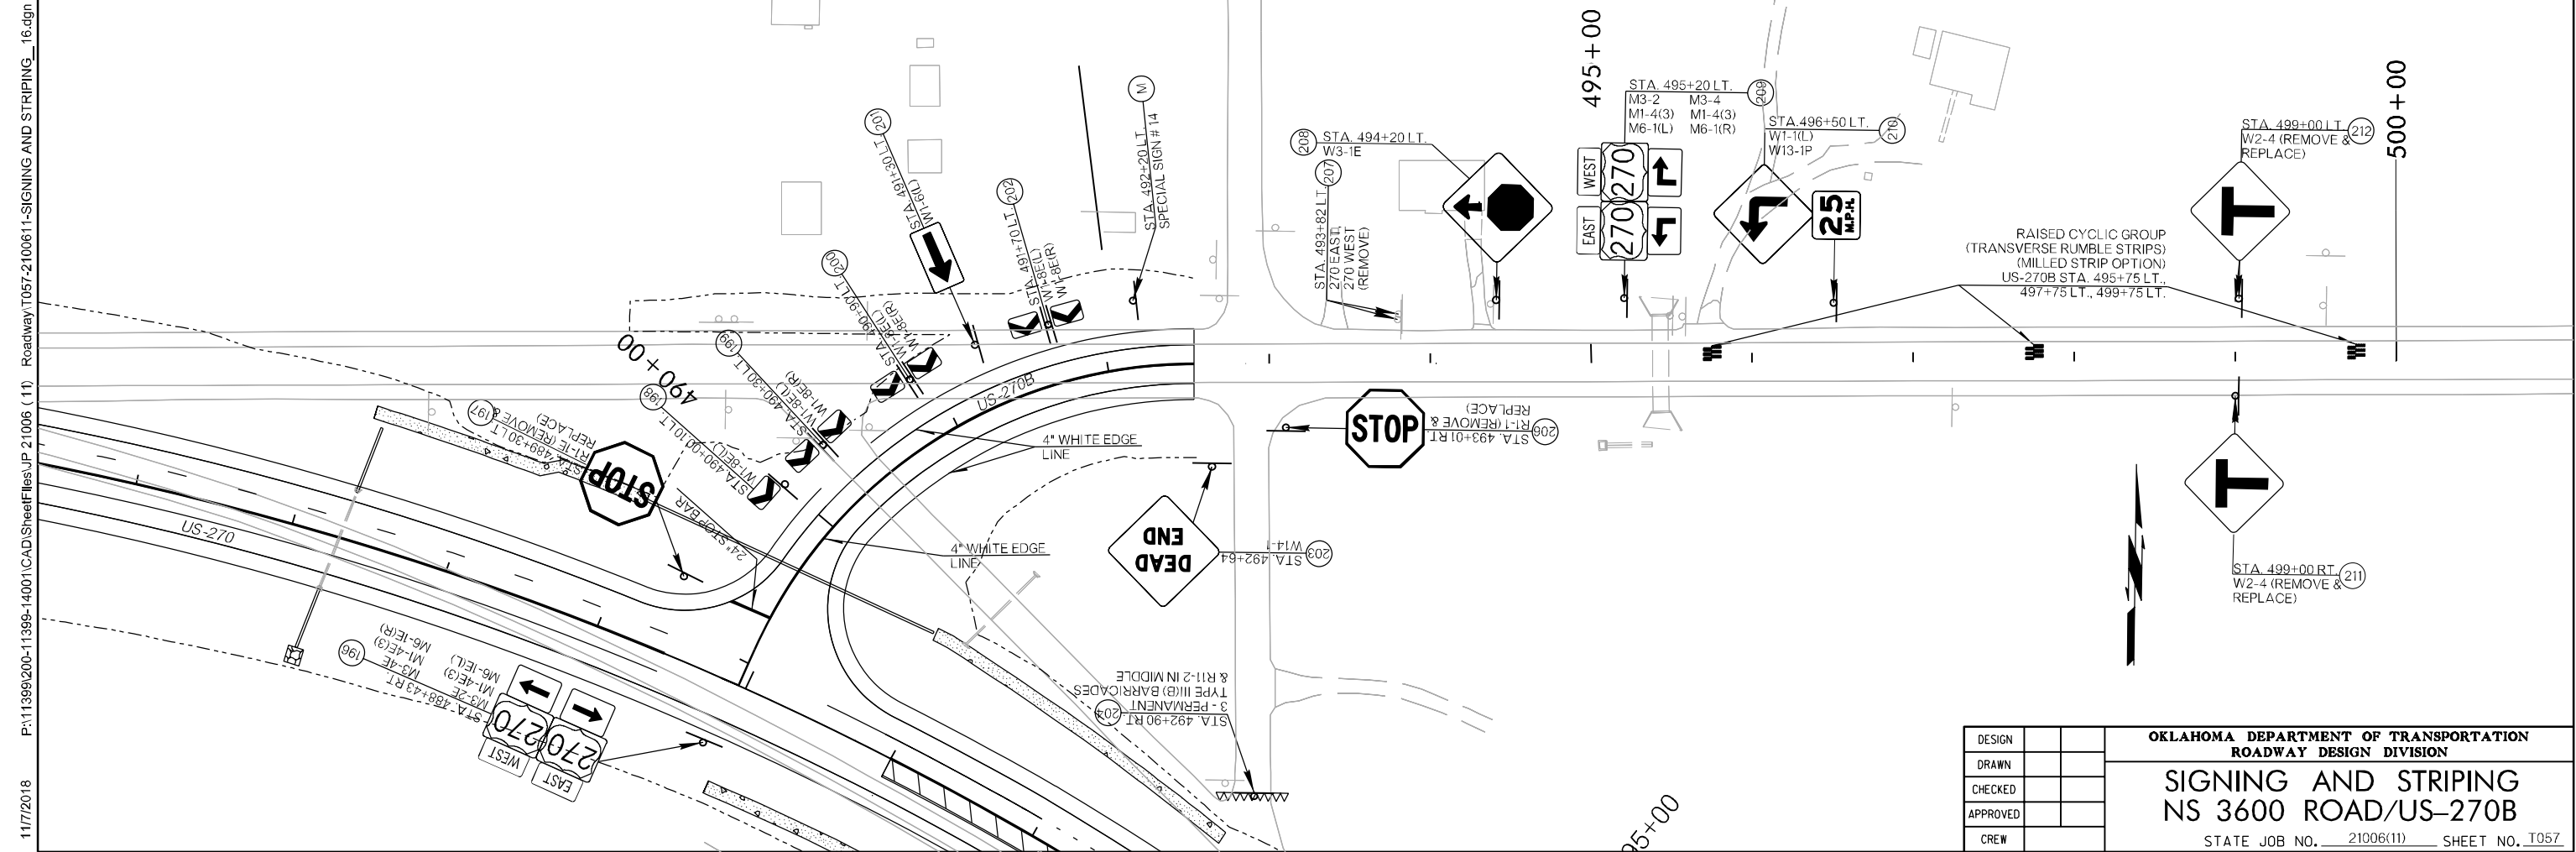 P:\11399\200-11399-14001\CAD\SheetFiles\JP 21006 (11) Roadway\T057-2100611-SIGNING AND STRIPING_16.dgn
11/7/2018
201
STA. 491+30 LT.
W1-6(L)
202
STA. 491+70 LT.
W1-8E(L)
W1-8E(R)
M
STA. 492+20 LT.
SPECIAL SIGN # 14
200
STA. 490+90 LT.
W1-8E(L)
W1-8E(R)
199
STA. 490+30 LT.
W1-8E(L)
W1-8E(R)
490+00
198
STA. 490+00 10 LT.
W1-8E(L)
197
STA. 489+30 LT.
R1-1E (REMOVE &
REPLACE)
STOP
24" STOP BAR
US-270
US-270B
4" WHITE EDGE
LINE
4" WHITE EDGE
LINE
196
STA. 488+43 RT.
M3-2E
M3-4E
M1-4E(3)
M1-4E(3)
M6-1E(L)
M6-1E(R)
270
270
WEST
EAST
DEAD
END
203
STA. 492+64
W14-1
204
STA. 492+90 RT.
3 - PERMANENT
TYPE III(B) BARRICADES
& R11-2 IN MIDDLE
STOP
206
STA. 493+01 RT.
R1-1 (REMOVE &
REPLACE)
207
STA. 493+82 LT.
270 EAST,
270 WEST
(REMOVE)
208
STA. 494+20 LT.
W3-1E
495+00
209
STA. 495+20 LT.
M3-2 M3-4
M1-4(3) M1-4(3)
M6-1(L) M6-1(R)
WEST
270
EAST
270
210
STA.496+50 LT.
W1-1(L)
W13-1P
25
M.P.H.
RAISED CYCLIC GROUP
(TRANSVERSE RUMBLE STRIPS)
(MILLED STRIP OPTION)
US-270B STA. 495+75 LT.,
497+75 LT., 499+75 LT.
212
STA. 499+00 LT.
W2-4 (REMOVE &
REPLACE)
500+00
211
STA. 499+00 RT.
W2-4 (REMOVE &
REPLACE)
N
95+00
DESIGN
DRAWN
CHECKED
APPROVED
CREW
OKLAHOMA DEPARTMENT OF TRANSPORTATION
ROADWAY DESIGN DIVISION
SIGNING AND STRIPING
NS 3600 ROAD/US-270B
STATE JOB NO. 21006(11) SHEET NO. T057